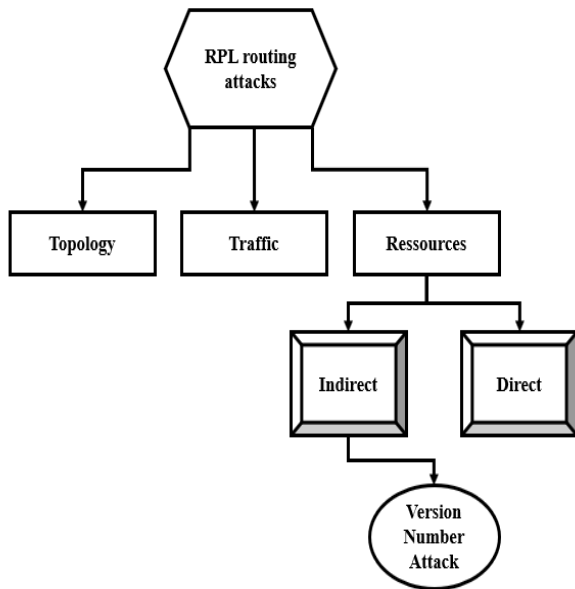 RPL routing
attacks
Topology
Traffic
Ressources
Indirect
Direct
Version
Number
Attack